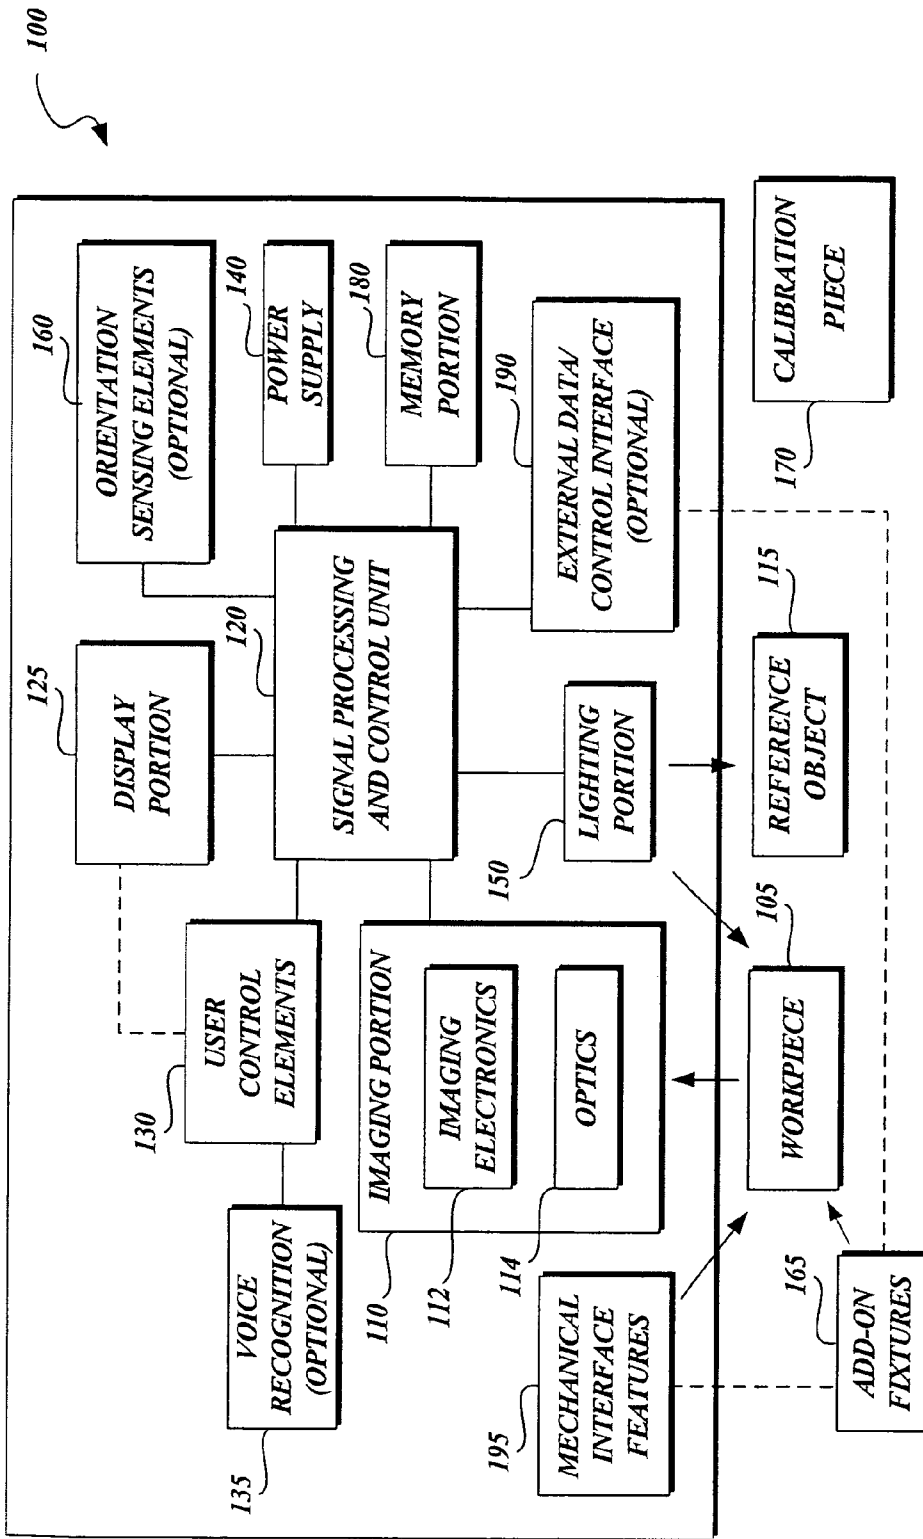 100
160
ORIENTATION
SENSING ELEMENTS
(OPTIONAL)
125
DISPLAY
PORTION
140
POWER
SUPPLY
180
MEMORY
PORTION
120
SIGNAL PROCESSING
AND CONTROL UNIT
130
USER
CONTROL
ELEMENTS
135
VOICE
RECOGNITION
(OPTIONAL)
110
IMAGING PORTION
112
IMAGING
ELECTRONICS
114
OPTICS
150
LIGHTING
PORTION
190
EXTERNAL DATA/
CONTROL INTERFACE
(OPTIONAL)
195
MECHANICAL
INTERFACE
FEATURES
105
WORKPIECE
115
REFERENCE
OBJECT
170
CALIBRATION
PIECE
165
ADD-ON
FIXTURES